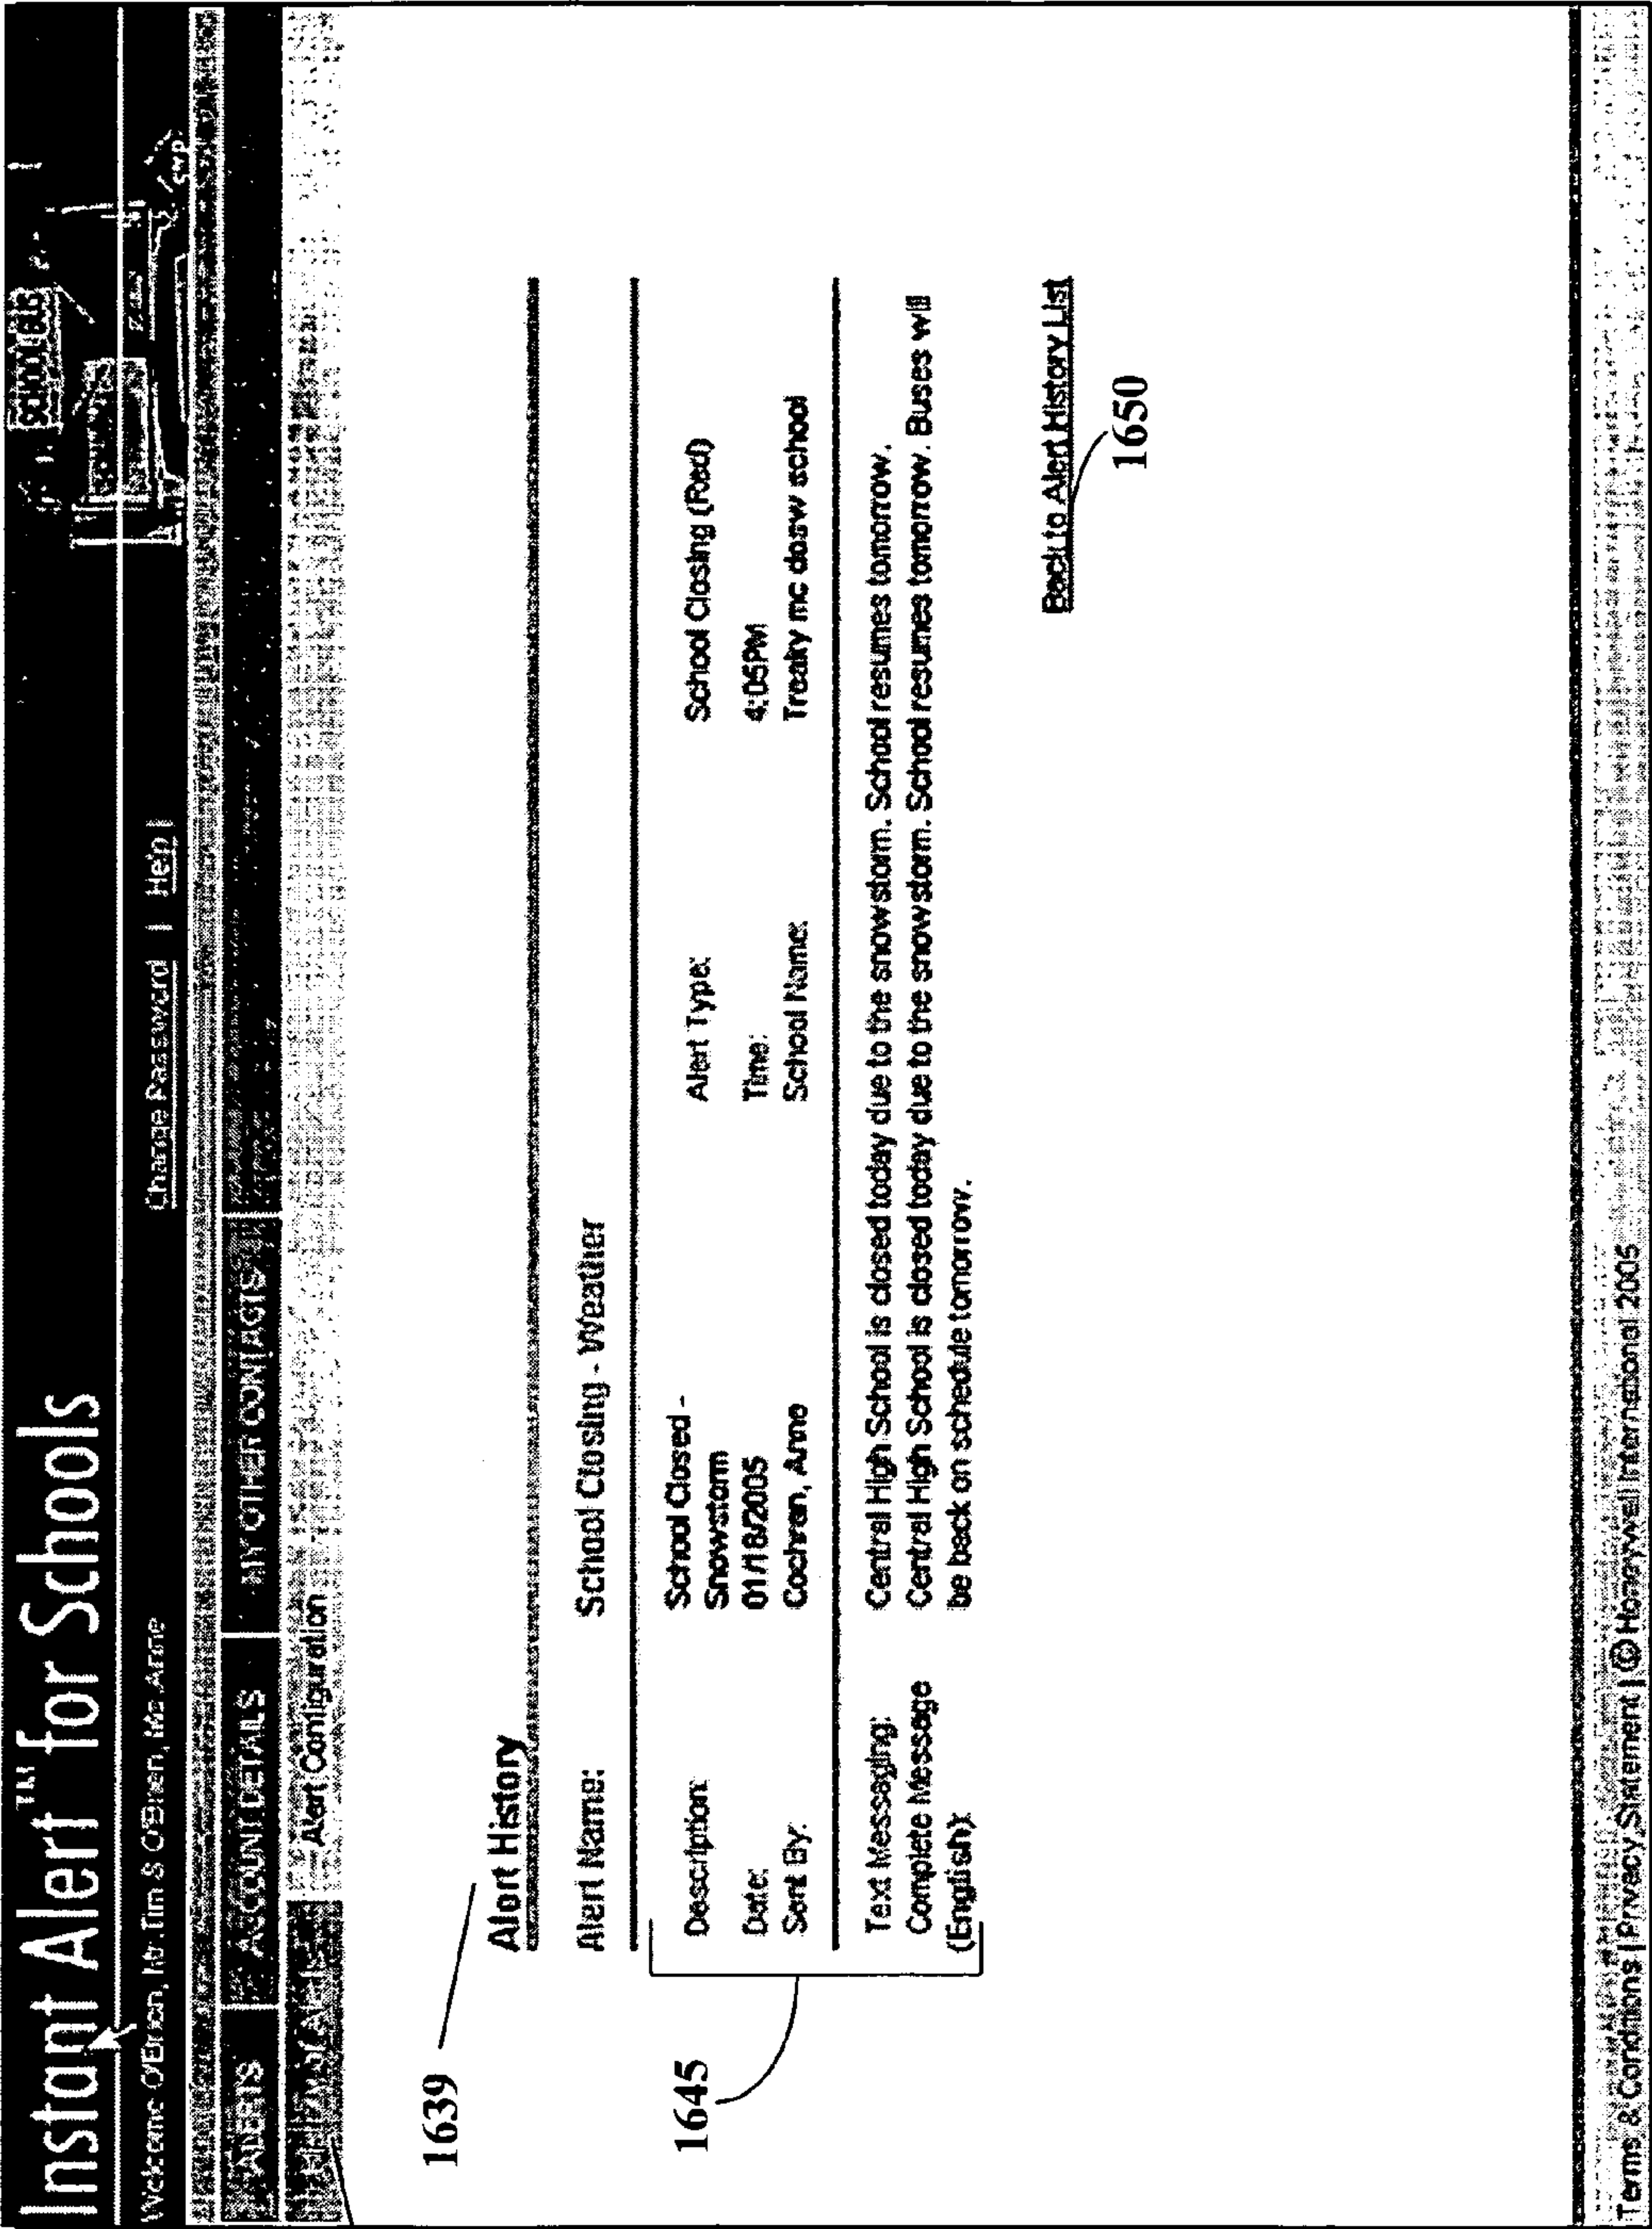 Instant Alert™ for Schools
SCHOOL BUS
Welcome O'Brien, Mr. Tim & O'Brien, Ms. Anne Change Password | Help |
ALERTS ACCOUNT DETAILS MY OTHER CONTACTS
Alert Configuration
1639
Alert History
Alert Name: School Closing - Weather
1645
Description: School Closed - Snowstorm Alert Type: School Closing (Red)
Date: 01/18/2005 Time: 4:05PM
Sent By: Cochran, Anne School Name: school
Text Messaging: Central High School is closed today due to the snowstorm. School resumes tomorrow.
Complete Message Central High School is closed today due to the snowstorm. School resumes tomorrow. Buses will
(English): be back on schedule tomorrow.
Back to Alert History List
1650
Terms & Conditions | Privacy Statement | © Honeywell International 2005